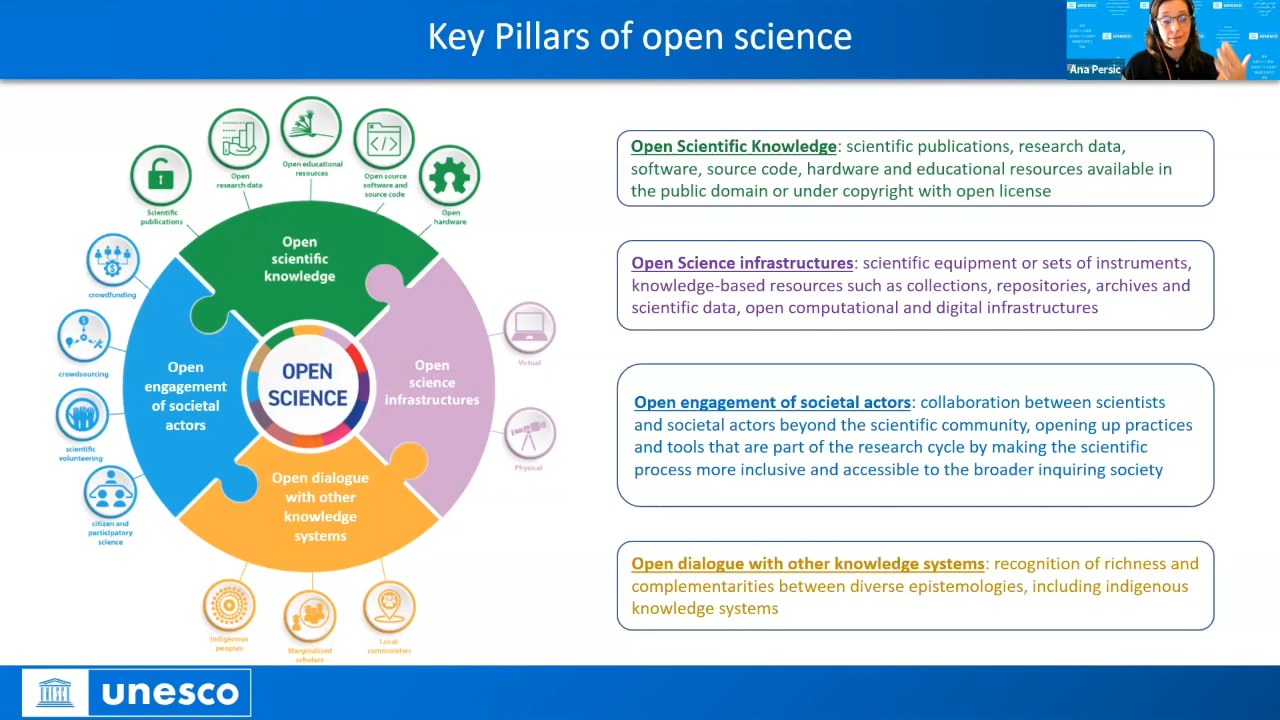 Key Pillars of open science
unesco
unesco
unesco
Ana Persic
Open
research data
Open educational
resources
Open source
software and
source code
Scientific
publications
Open
hardware
crowdfunding
crowdsourcing
scientific
volunteering
citizen and
participatory
science
Open
scientific
knowledge
Open
engagement
of societal
actors
OPEN
SCIENCE
Open
science
infrastructures
Open dialogue
with other
knowledge
systems
Virtual
Physical
Indigenous
peoples
Marginalised
scholars
Local
communities
Open Scientific Knowledge: scientific publications, research data,
software, source code, hardware and educational resources available in
the public domain or under copyright with open license
Open Science infrastructures: scientific equipment or sets of instruments,
knowledge-based resources such as collections, repositories, archives and
scientific data, open computational and digital infrastructures
Open engagement of societal actors: collaboration between scientists
and societal actors beyond the scientific community, opening up practices
and tools that are part of the research cycle by making the scientific
process more inclusive and accessible to the broader inquiring society
Open dialogue with other knowledge systems: recognition of richness and
complementarities between diverse epistemologies, including indigenous
knowledge systems
unesco